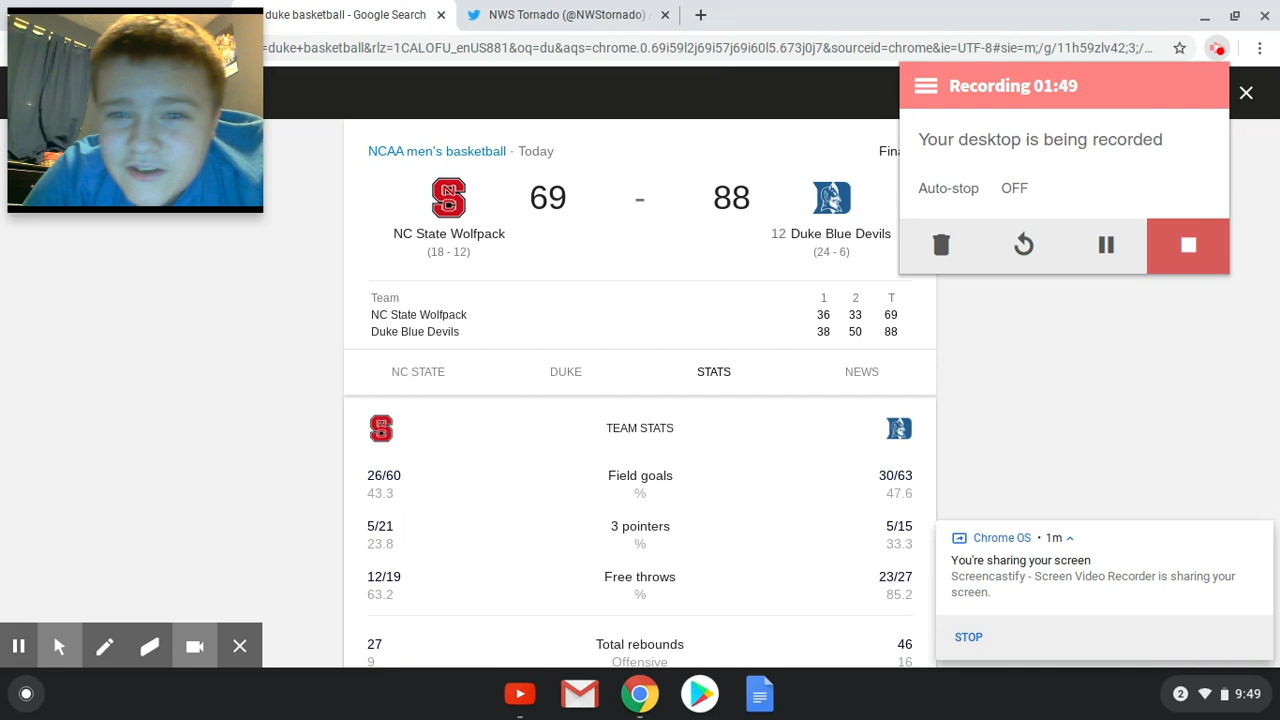 duke basketball - Google Search
NWS Tornado (@NWStornado) /
=duke+basketball&rlz=1CALOFU_enUS881&oq=du&aqs=chrome.0.69i59l2j69i57j69i60l5.673j0j7&sourceid=chrome&ie=UTF-8#sie=m;/g/11h59zlv42;3;/…
Recording 01:49
Your desktop is being recorded
Auto-stop OFF
NCAA men's basketball · Today
Fina
69 - 88
NC State Wolfpack
12 Duke Blue Devils
(18 - 12)
(24 - 6)
Team 1 2 T
NC State Wolfpack 36 33 69
Duke Blue Devils 38 50 88
NC STATE DUKE STATS NEWS
TEAM STATS
26/60 Field goals 30/63
43.3 % 47.6
5/21 3 pointers 5/15
23.8 % 33.3
12/19 Free throws 23/27
63.2 % 85.2
27 Total rebounds 46
9 Offensive 16
Chrome OS • 1m
You're sharing your screen
Screencastify - Screen Video Recorder is sharing your
screen.
STOP
2 9:49